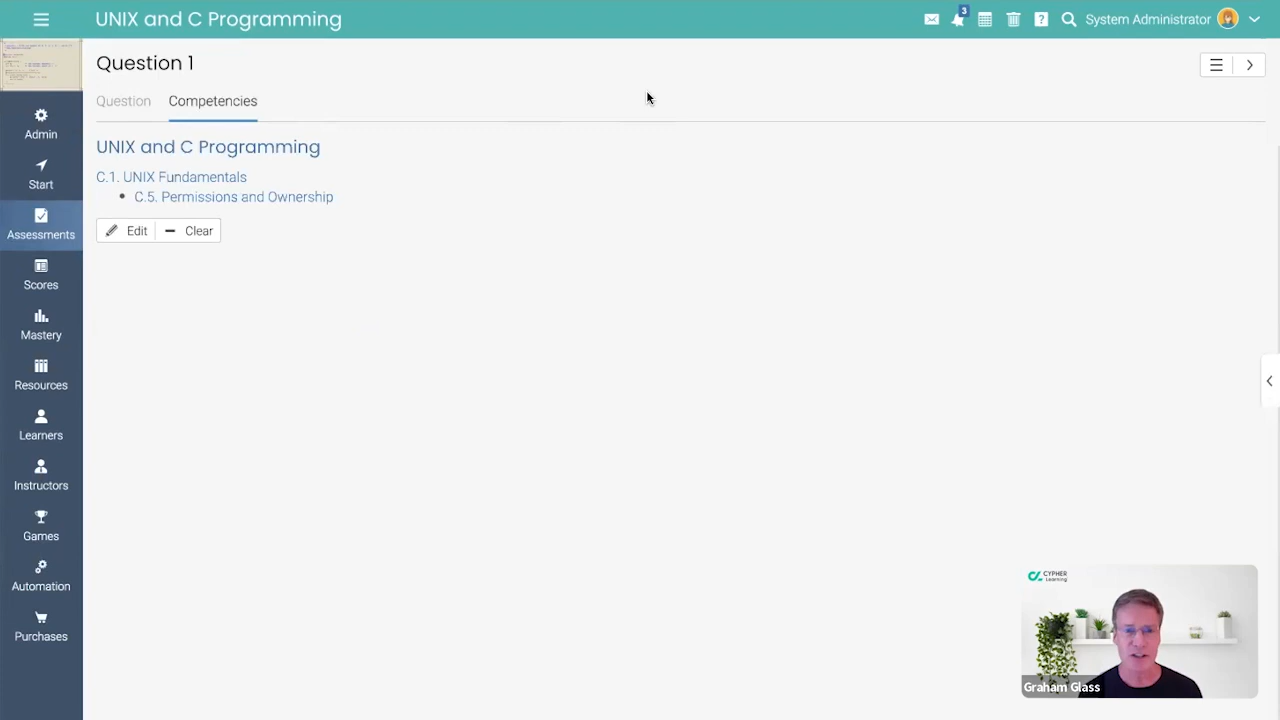 UNIX and C Programming
3
System Administrator
Question 1
Question Competencies
UNIX and C Programming
C.1. UNIX Fundamentals
C.5. Permissions and Ownership
Edit Clear
Admin
Start
Assessments
Scores
Mastery
Resources
Learners
Instructors
Games
Automation
Purchases
CYPHER
Learning
Graham Glass